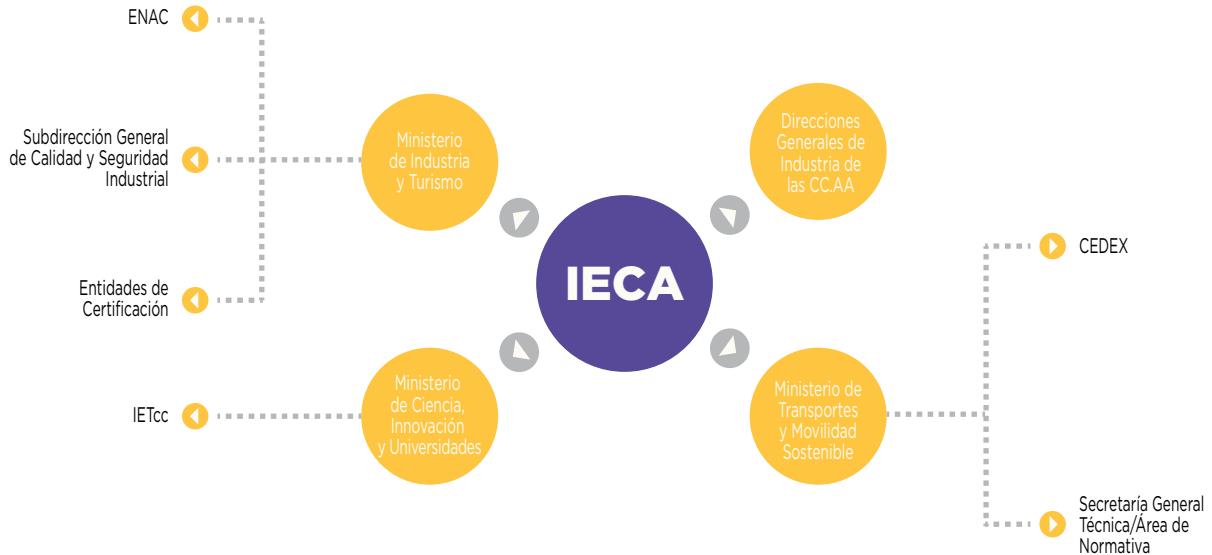 ENAC
Subdirección General
de Calidad y Seguridad
Industrial
Entidades de
Certificación
IETcc
Ministerio
de Industria
y Turismo
Ministerio
de Ciencia,
Innovación
y Universidades
IECA
Direcciones
Generales de
Industria de
las CC.AA
Ministerio de
Transportes
y Movilidad
Sostenible
CEDEX
Secretaría General
Técnica/Área de
Normativa